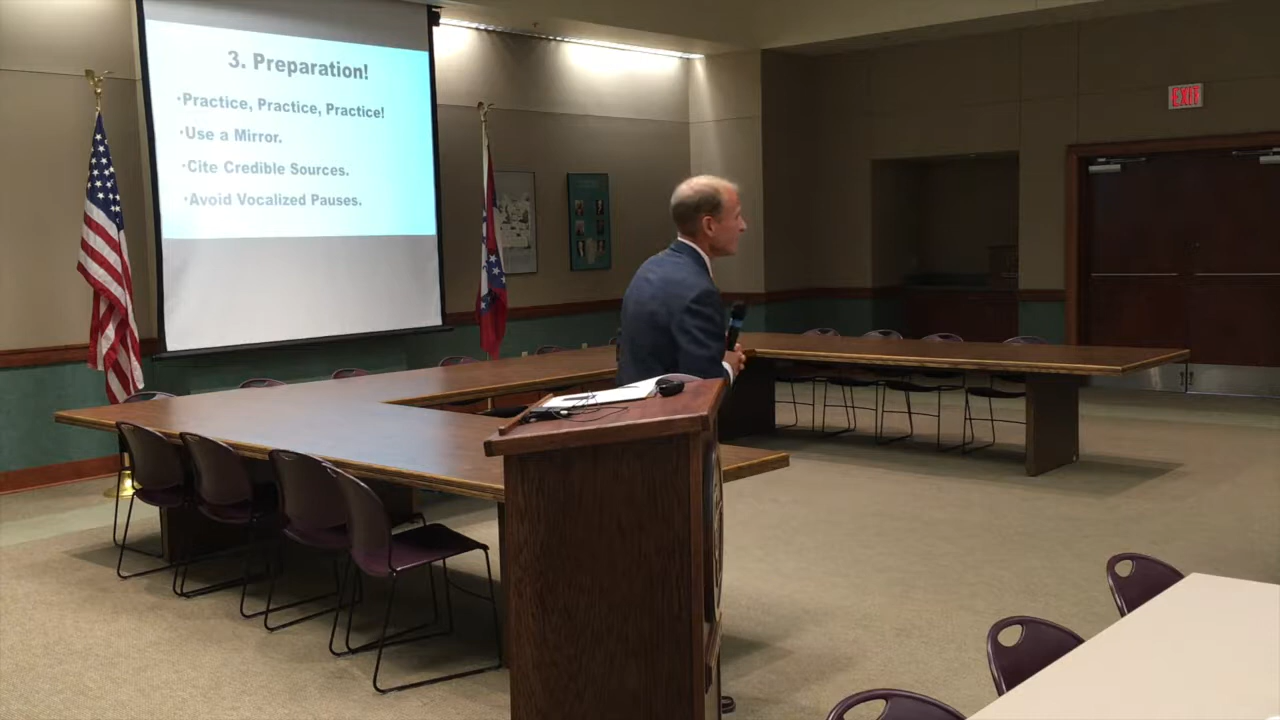 3. Preparation!
•Practice, Practice, Practice!
•Use a Mirror.
•Cite Credible Sources.
•Avoid Vocalized Pauses.
EXIT